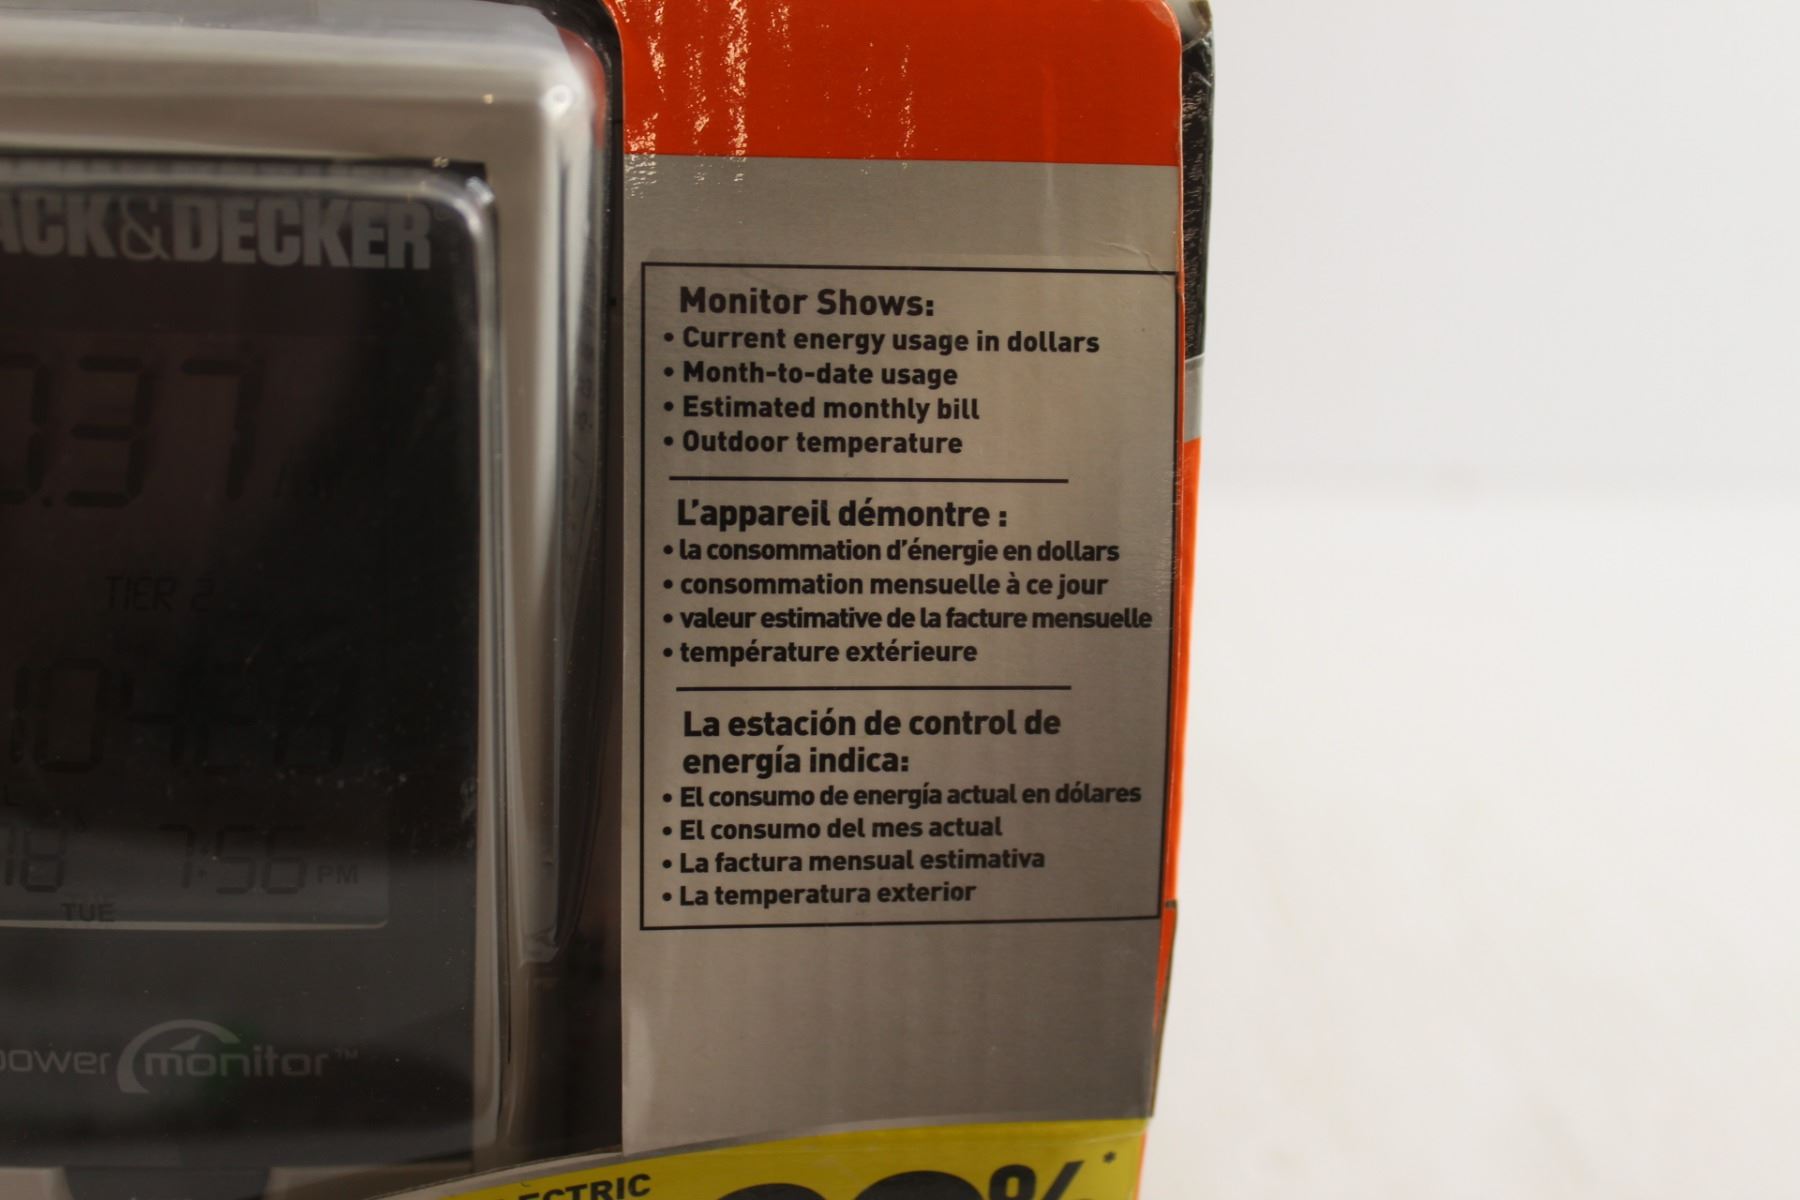 &DECKER
TIER 2
7:56 PM
TUE
monitor™
Monitor Shows:
• Current energy usage in dollars
• Month-to-date usage
• Estimated monthly bill
• Outdoor temperature
L'appareil démontre :
• la consommation d'énergie en dollars
• consommation mensuelle à ce jour
• valeur estimative de la facture mensuelle
• température extérieure
La estación de control de
energía indica:
• El consumo de energía actual en dólares
• El consumo del mes actual
• La factura mensual estimativa
• La temperatura exterior
%*